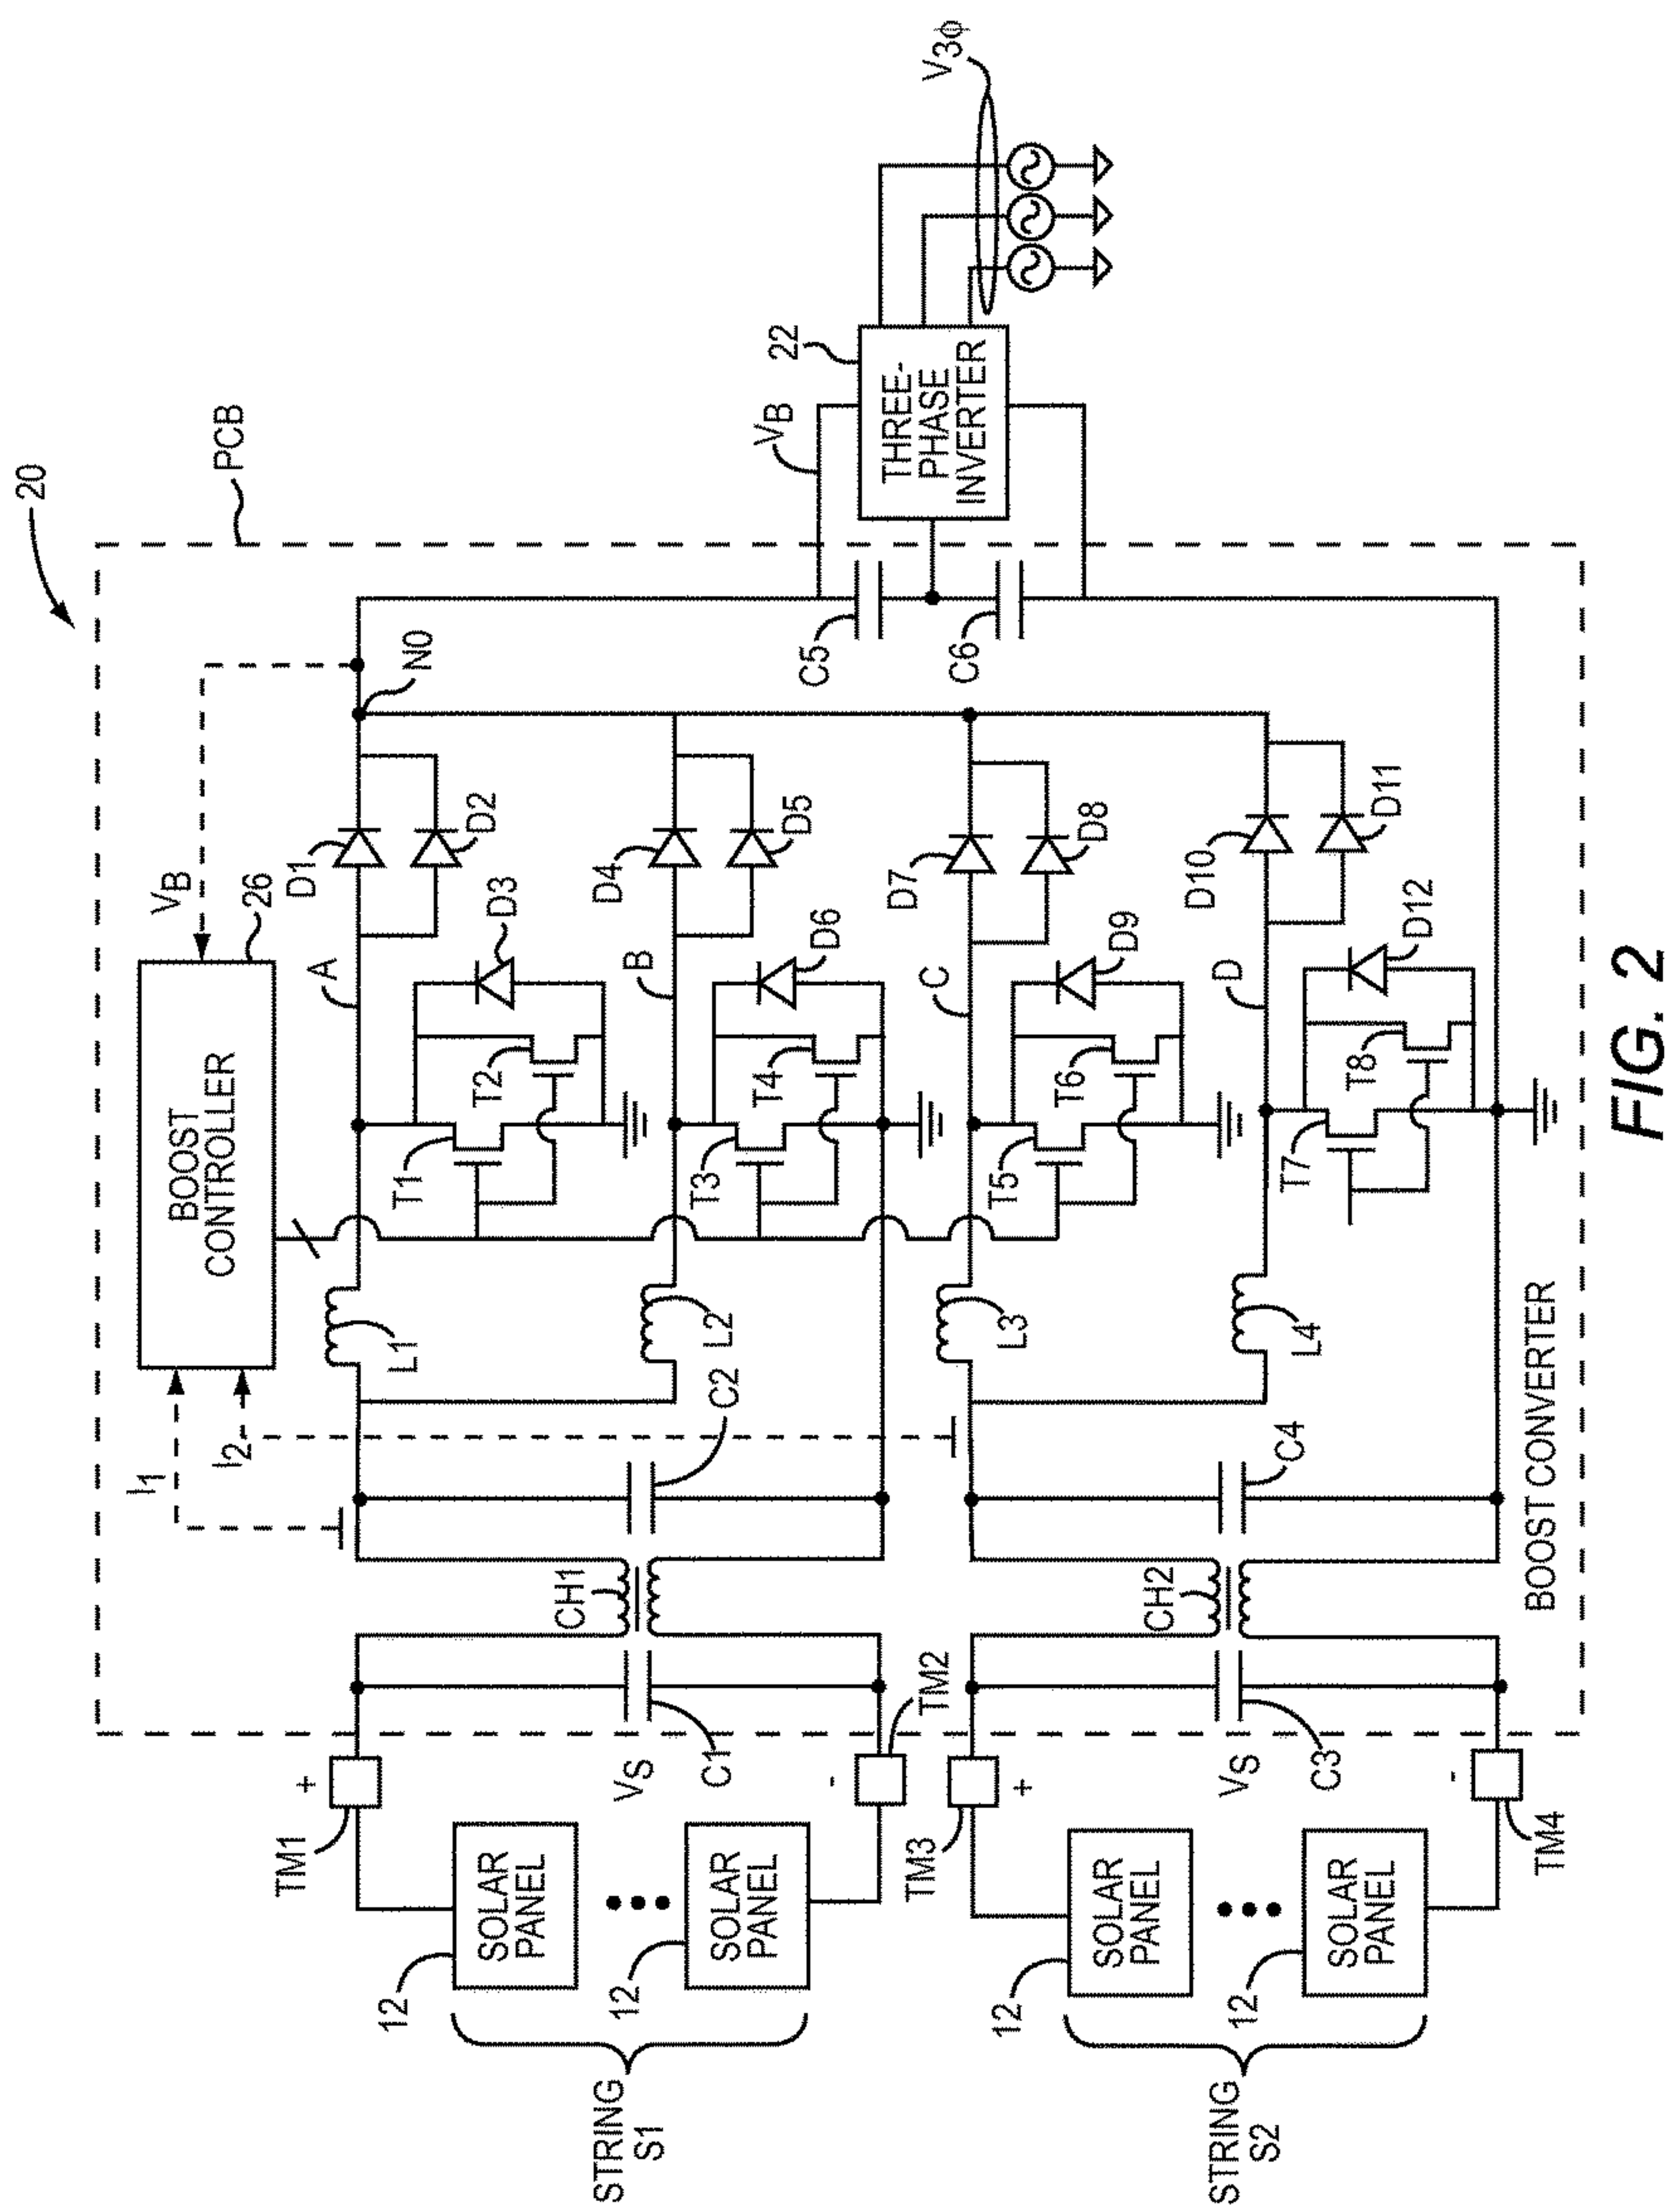 20
PCB
BOOST
CONTROLLER
26
VB
I1
I2
N0
A
D1
D2
D3
T1
T2
L1
B
D4
D5
D6
T3
T4
L2
C
D7
D8
D9
T5
T6
L3
D
D10
D11
D12
T7
T8
L4
C2
C4
CH1
CH2
C1
C3
C5
C6
VB
22
THREE-
PHASE
INVERTER
V3ϕ
TM1
+
VS
-
TM2
TM3
+
VS
-
TM4
SOLAR
PANEL
12
SOLAR
PANEL
12
SOLAR
PANEL
12
SOLAR
PANEL
12
STRING
S1
STRING
S2
BOOST CONVERTER
FIG. 2